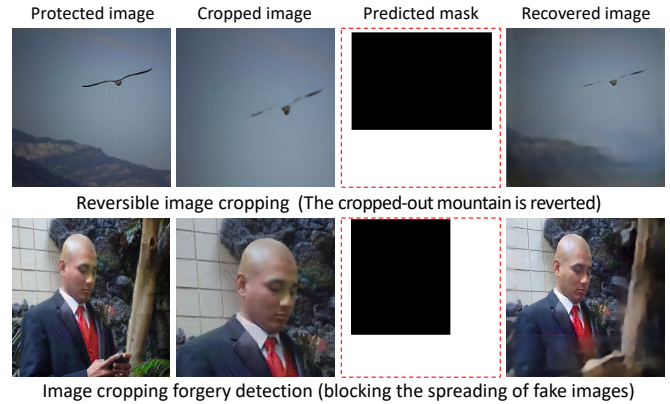 Protected image Cropped image Predicted mask Recovered image
Reversible image cropping (The cropped-out mountain is reverted)
Image cropping forgery detection (blocking the spreading of fake images)